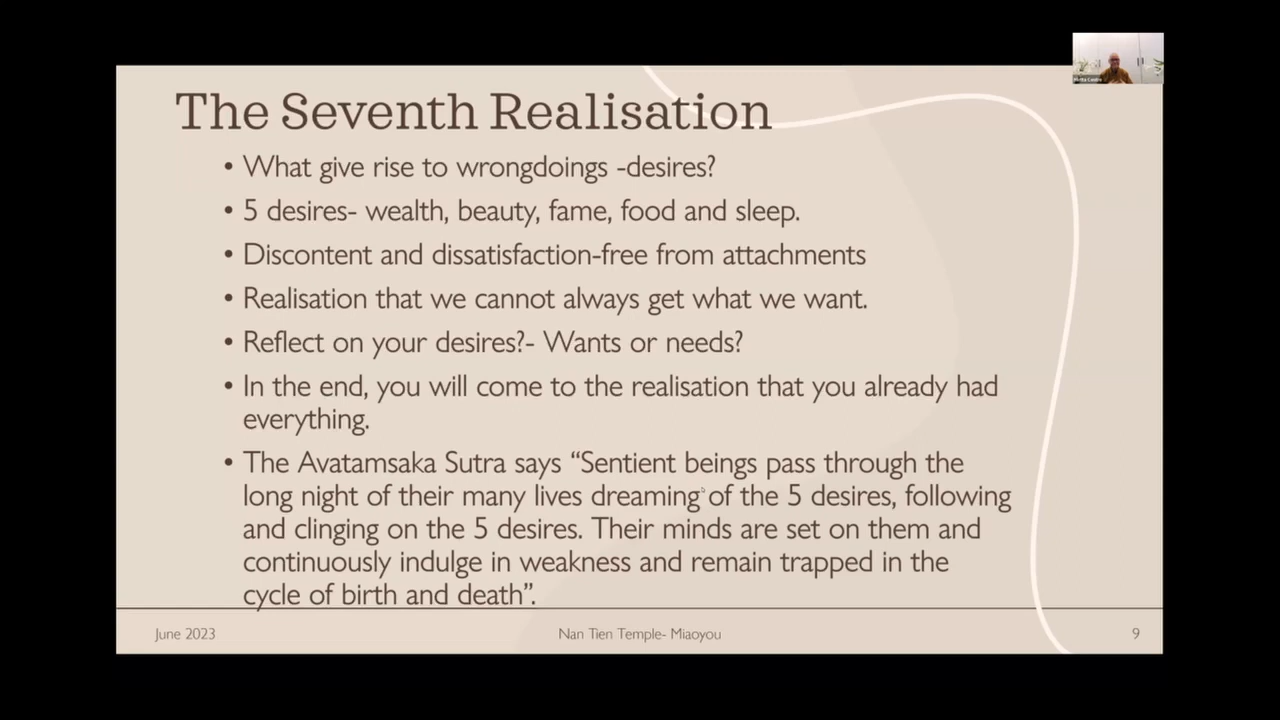 The Seventh Realisation
• What give rise to wrongdoings -desires?
• 5 desires- wealth, beauty, fame, food and sleep.
• Discontent and dissatisfaction-free from attachments
• Realisation that we cannot always get what we want.
• Reflect on your desires?- Wants or needs?
• In the end, you will come to the realisation that you already had
everything.
• The Avatamsaka Sutra says “Sentient beings pass through the
long night of their many lives dreaming of the 5 desires, following
and clinging on the 5 desires. Their minds are set on them and
continuously indulge in weakness and remain trapped in the
cycle of birth and death”.
June 2023
Nan Tien Temple- Miaoyou
9